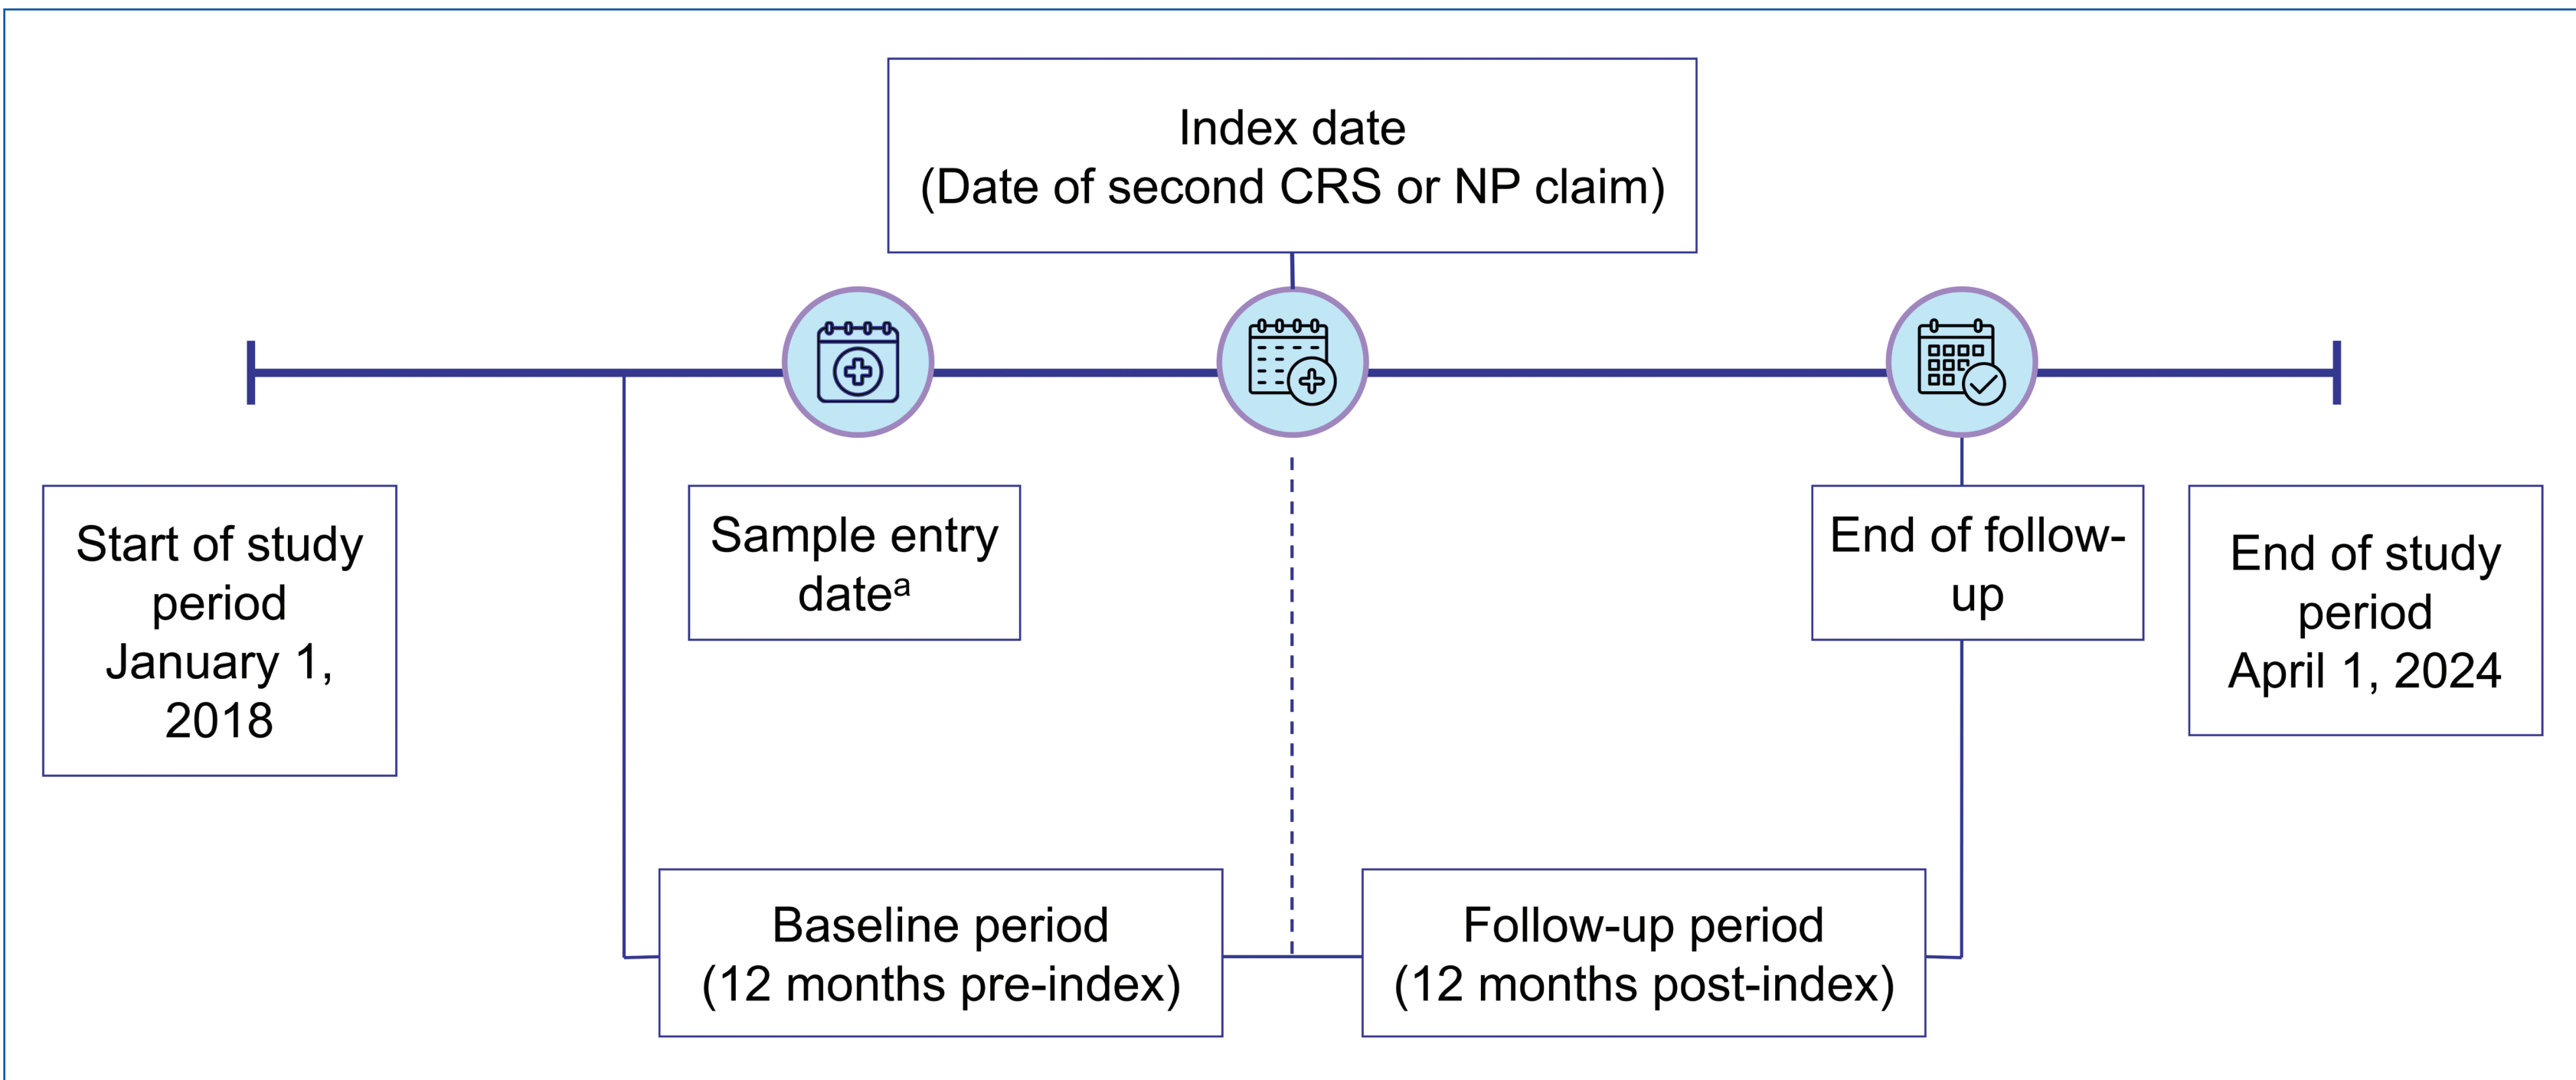 Index date
(Date of second CRS or NP claim)
Start of study
period
January 1,
2018
Sample entry
dateᵃ
End of follow-
up
End of study
period
April 1, 2024
Baseline period
(12 months pre-index)
Follow-up period
(12 months post-index)